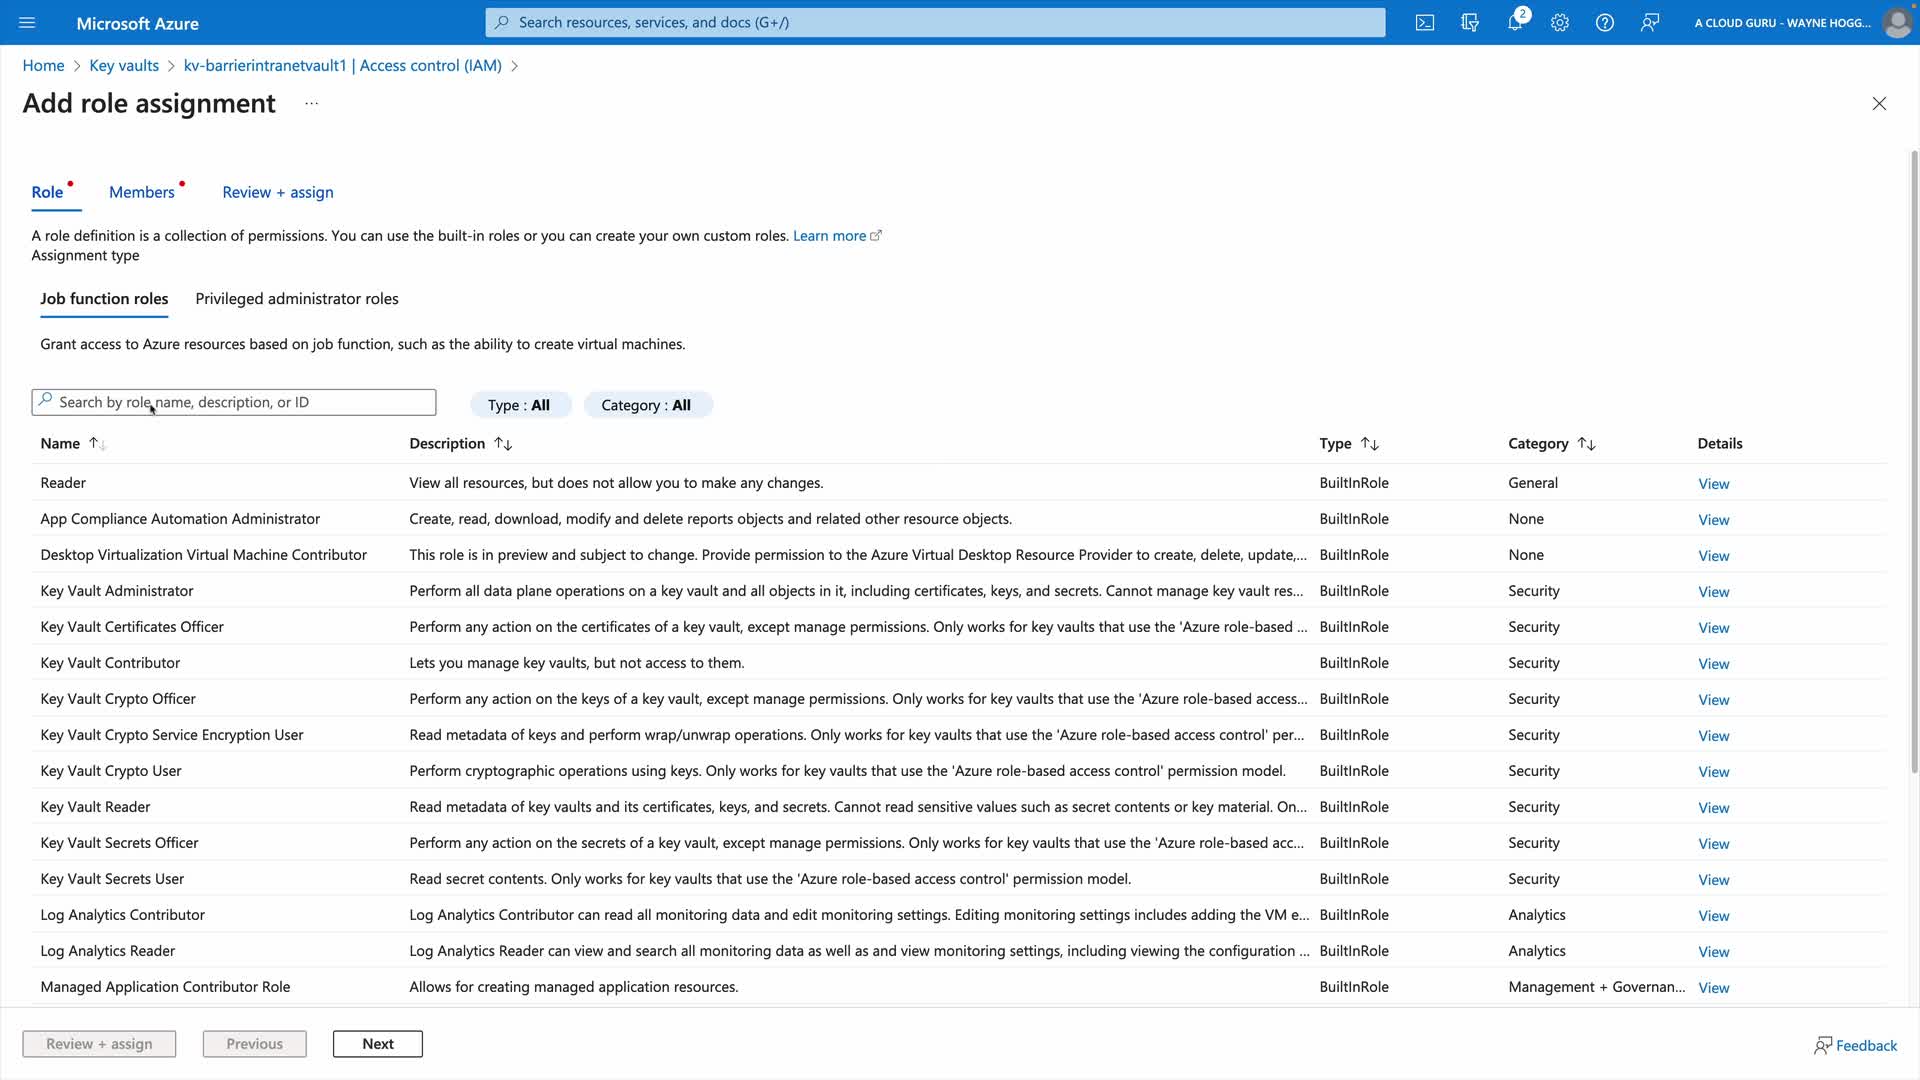 Microsoft Azure
Search resources, services, and docs (G+/)
2
A CLOUD GURU - WAYNE HOGG...
Home > Key vaults > kv-barrierintranetvault1 | Access control (IAM) >
Add role assignment ...
Role Members Review + assign
A role definition is a collection of permissions. You can use the built-in roles or you can create your own custom roles. Learn more
Assignment type
Job function roles Privileged administrator roles
Grant access to Azure resources based on job function, such as the ability to create virtual machines.
Search by role name, description, or ID Type : All Category : All
Name Description Type Category Details
Reader View all resources, but does not allow you to make any changes. BuiltInRole General View
App Compliance Automation Administrator Create, read, download, modify and delete reports objects and related other resource objects. BuiltInRole None View
Desktop Virtualization Virtual Machine Contributor This role is in preview and subject to change. Provide permission to the Azure Virtual Desktop Resource Provider to create, delete, update,... BuiltInRole None View
Key Vault Administrator Perform all data plane operations on a key vault and all objects in it, including certificates, keys, and secrets. Cannot manage key vault res... BuiltInRole Security View
Key Vault Certificates Officer Perform any action on the certificates of a key vault, except manage permissions. Only works for key vaults that use the 'Azure role-based ... BuiltInRole Security View
Key Vault Contributor Lets you manage key vaults, but not access to them. BuiltInRole Security View
Key Vault Crypto Officer Perform any action on the keys of a key vault, except manage permissions. Only works for key vaults that use the 'Azure role-based access... BuiltInRole Security View
Key Vault Crypto Service Encryption User Read metadata of keys and perform wrap/unwrap operations. Only works for key vaults that use the 'Azure role-based access control' per... BuiltInRole Security View
Key Vault Crypto User Perform cryptographic operations using keys. Only works for key vaults that use the 'Azure role-based access control' permission model. BuiltInRole Security View
Key Vault Reader Read metadata of key vaults and its certificates, keys, and secrets. Cannot read sensitive values such as secret contents or key material. On... BuiltInRole Security View
Key Vault Secrets Officer Perform any action on the secrets of a key vault, except manage permissions. Only works for key vaults that use the 'Azure role-based acc... BuiltInRole Security View
Key Vault Secrets User Read secret contents. Only works for key vaults that use the 'Azure role-based access control' permission model. BuiltInRole Security View
Log Analytics Contributor Log Analytics Contributor can read all monitoring data and edit monitoring settings. Editing monitoring settings includes adding the VM e... BuiltInRole Analytics View
Log Analytics Reader Log Analytics Reader can view and search all monitoring data as well as and view monitoring settings, including viewing the configuration ... BuiltInRole Analytics View
Managed Application Contributor Role Allows for creating managed application resources. BuiltInRole Management + Governan... View
Review + assign Previous Next Feedback